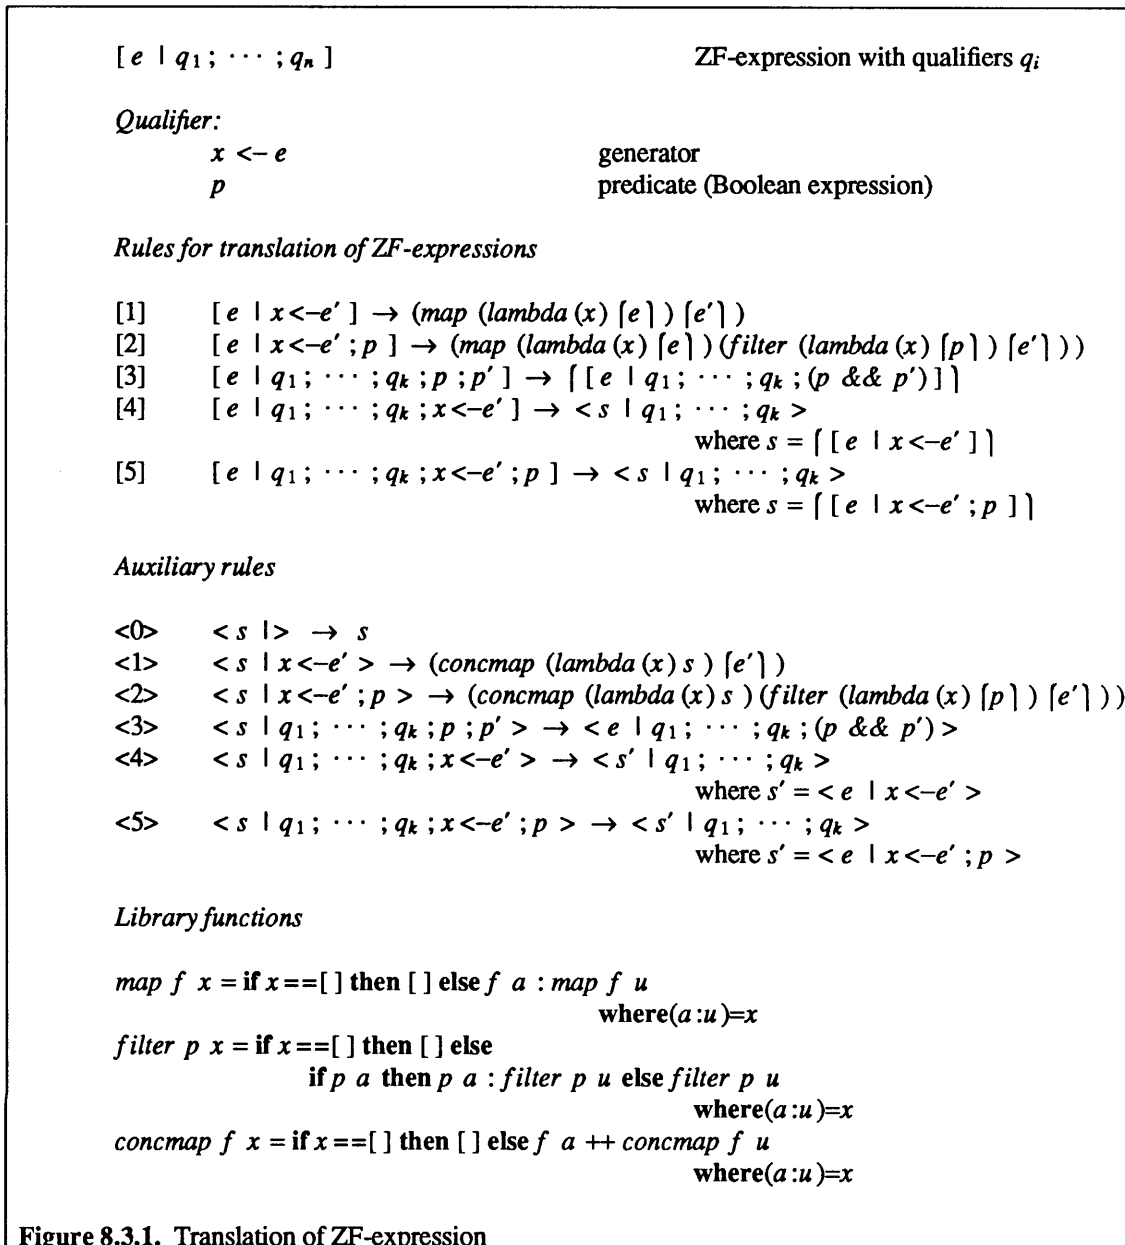 [ e | q1 ; ··· ; qn ] ZF-expression with qualifiers qi
Qualifier:
x <– e generator
p predicate (Boolean expression)
Rules for translation of ZF-expressions
[1] [ e | x<–e′ ] → (map (lambda (x) ⌈e⌉ ) ⌈e′⌉ )
[2] [ e | x<–e′ ; p ] → (map (lambda (x) ⌈e⌉ ) (filter (lambda (x) ⌈p⌉ ) ⌈e′⌉ ))
[3] [ e | q1 ; ··· ; qk ; p ; p′ ] → ⌈ [ e | q1 ; ··· ; qk ; (p && p′) ] ⌉
[4] [ e | q1 ; ··· ; qk ; x<–e′ ] → < s | q1 ; ··· ; qk >
where s = ⌈ [ e | x<–e′ ] ⌉
[5] [ e | q1 ; ··· ; qk ; x<–e′ ; p ] → < s | q1 ; ··· ; qk >
where s = ⌈ [ e | x<–e′ ; p ] ⌉
Auxiliary rules
<0> < s |> → s
<1> < s | x<–e′ > → (concmap (lambda (x) s ) ⌈e′⌉ )
<2> < s | x<–e′ ; p > → (concmap (lambda (x) s ) (filter (lambda (x) ⌈p⌉ ) ⌈e′⌉ ))
<3> < s | q1 ; ··· ; qk ; p ; p′ > → < e | q1 ; ··· ; qk ; (p && p′) >
<4> < s | q1 ; ··· ; qk ; x<–e′ > → < s′ | q1 ; ··· ; qk >
where s′ = < e | x<–e′ >
<5> < s | q1 ; ··· ; qk ; x<–e′ ; p > → < s′ | q1 ; ··· ; qk >
where s′ = < e | x<–e′ ; p >
Library functions
map f x = if x==[ ] then [ ] else f a : map f u
where(a:u)=x
filter p x = if x==[ ] then [ ] else
if p a then p a : filter p u else filter p u
where(a:u)=x
concmap f x = if x==[ ] then [ ] else f a ++ concmap f u
where(a:u)=x
Figure 8.3.1. Translation of ZF-expression